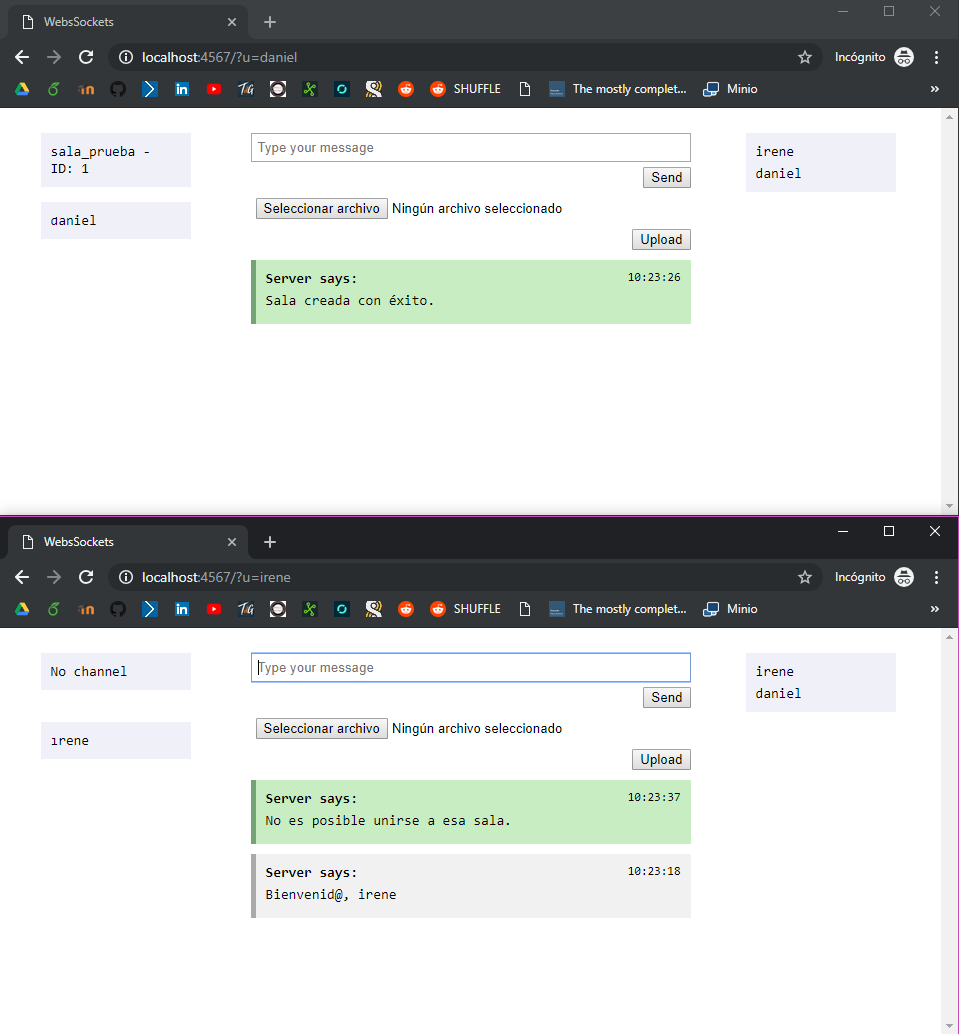 WebsSockets
localhost:4567/?u=daniel
Incógnito
SHUFFLE
The mostly complet...
Minio
»
sala_prueba -
ID: 1
daniel
Type your message
Send
Seleccionar archivo Ningún archivo seleccionado
Upload
Server says: 10:23:26
Sala creada con éxito.
irene
daniel
WebsSockets
localhost:4567/?u=irene
Incógnito
SHUFFLE
The mostly complet...
Minio
»
No channel
irene
Type your message
Send
Seleccionar archivo Ningún archivo seleccionado
Upload
Server says: 10:23:37
No es posible unirse a esa sala.
Server says: 10:23:18
Bienvenid@, irene
irene
daniel